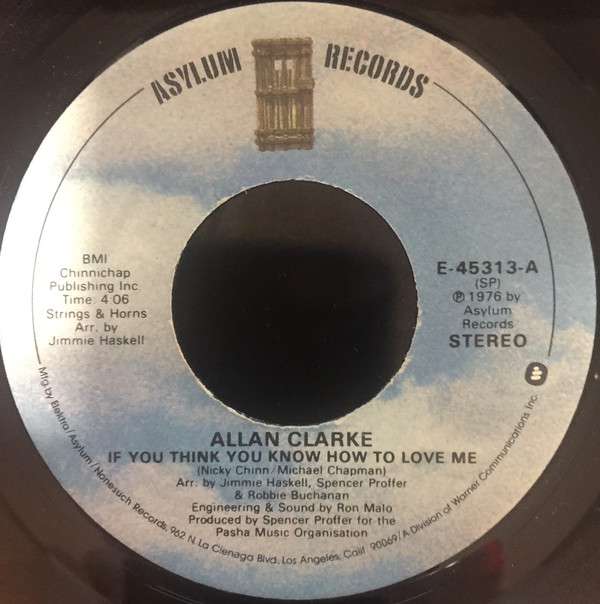 ASYLUM RECORDS
BMI
Chinnichap
Publishing Inc.
Time: 4:06
Strings & Horns
Arr. by
Jimmie Haskell
E-45313-A
(SP)
℗ 1976 by
Asylum
Records
STEREO
ALLAN CLARKE
IF YOU THINK YOU KNOW HOW TO LOVE ME
(Nicky Chinn/Michael Chapman)
Arr. by Jimmie Haskell, Spencer Proffer
& Robbie Buchanan
Engineering & Sound by Ron Malo
Produced by Spencer Proffer for the
Pasha Music Organisation
Mfg by Elektra/Asylum/Nonesuch Records, 962 N. La Cienega Blvd, Los Angeles, Calif. 90069/A Division of Warner Communications Inc.